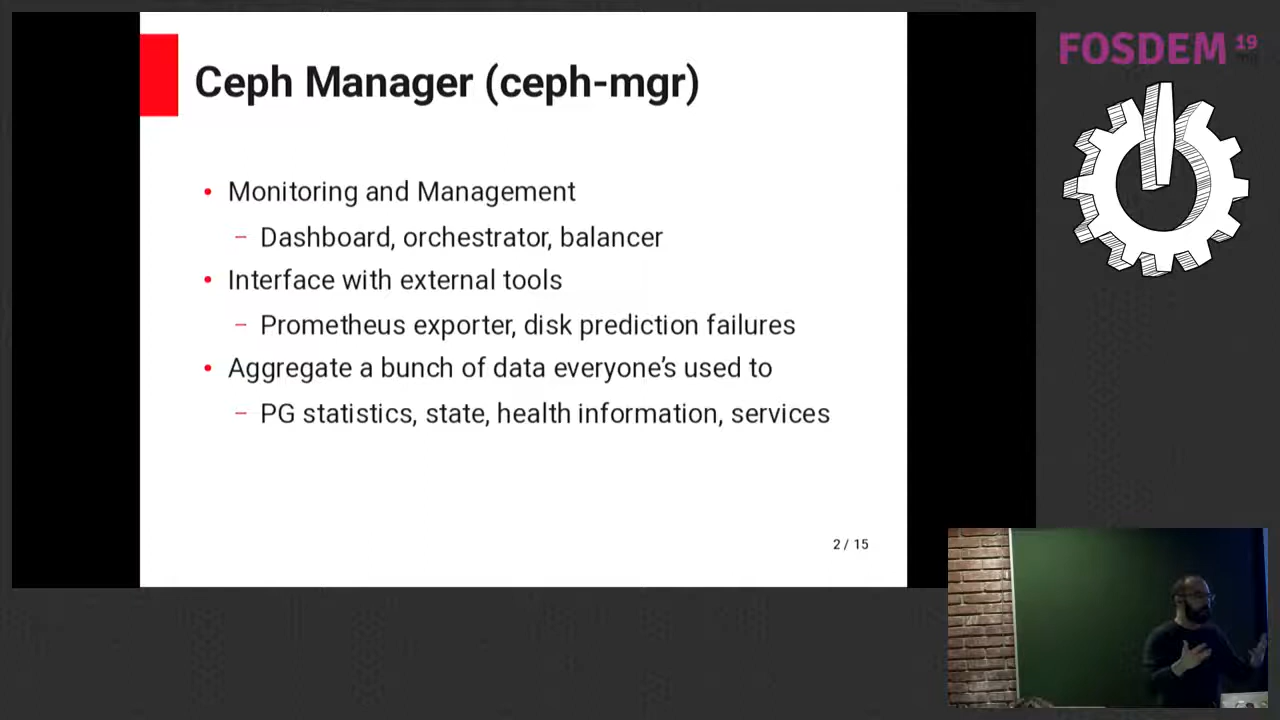 FOSDEM 19
Ceph Manager (ceph-mgr)
• Monitoring and Management
– Dashboard, orchestrator, balancer
• Interface with external tools
– Prometheus exporter, disk prediction failures
• Aggregate a bunch of data everyone's used to
– PG statistics, state, health information, services
2 / 15